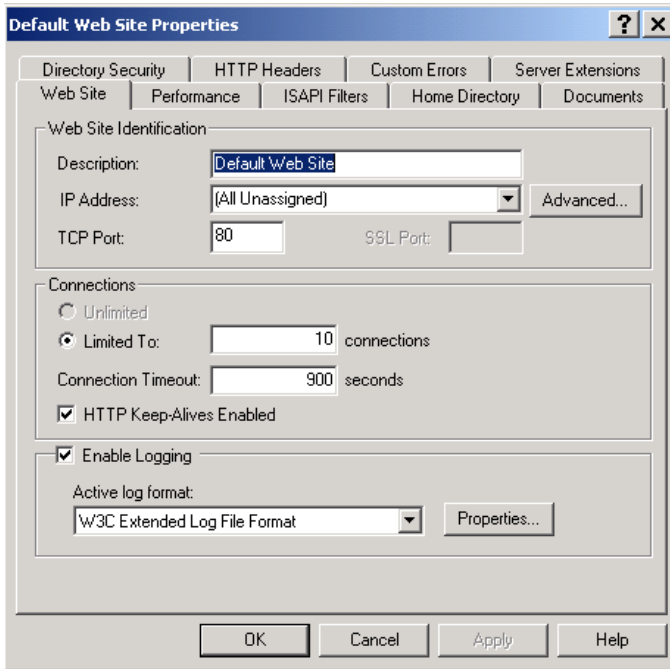 Default Web Site Properties
Directory Security HTTP Headers Custom Errors Server Extensions
Web Site Performance ISAPI Filters Home Directory Documents
Web Site Identification
Description: Default Web Site
IP Address: (All Unassigned) Advanced...
TCP Port: 80 SSL Port:
Connections
Unlimited
Limited To: 10 connections
Connection Timeout: 900 seconds
HTTP Keep-Alives Enabled
Enable Logging
Active log format:
W3C Extended Log File Format Properties...
OK Cancel Apply Help